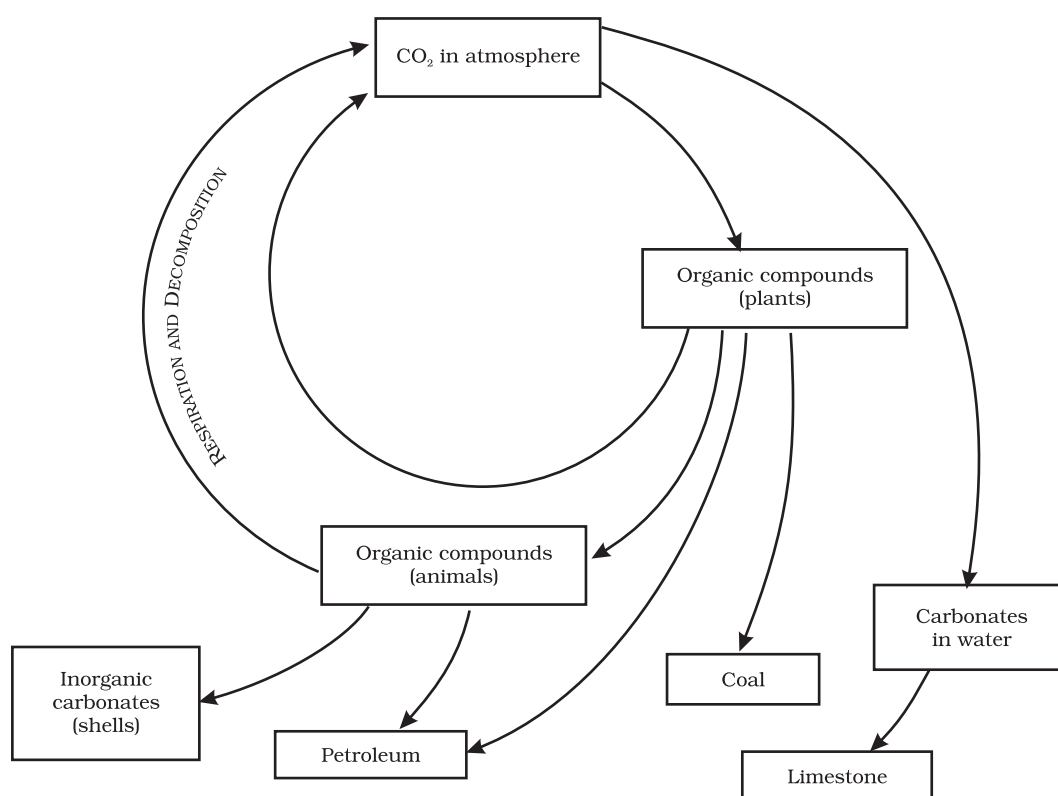 CO₂ in atmosphere
RESPIRATION AND DECOMPOSITION
Organic compounds
(plants)
Organic compounds
(animals)
Carbonates
in water
Inorganic
carbonates
(shells)
Coal
Petroleum
Limestone